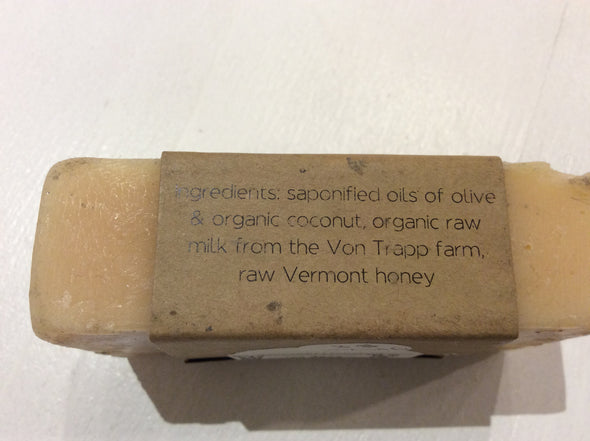 ingredients: saponified oils of olive
& organic coconut, organic raw
milk from the Von Trapp farm,
raw Vermont honey